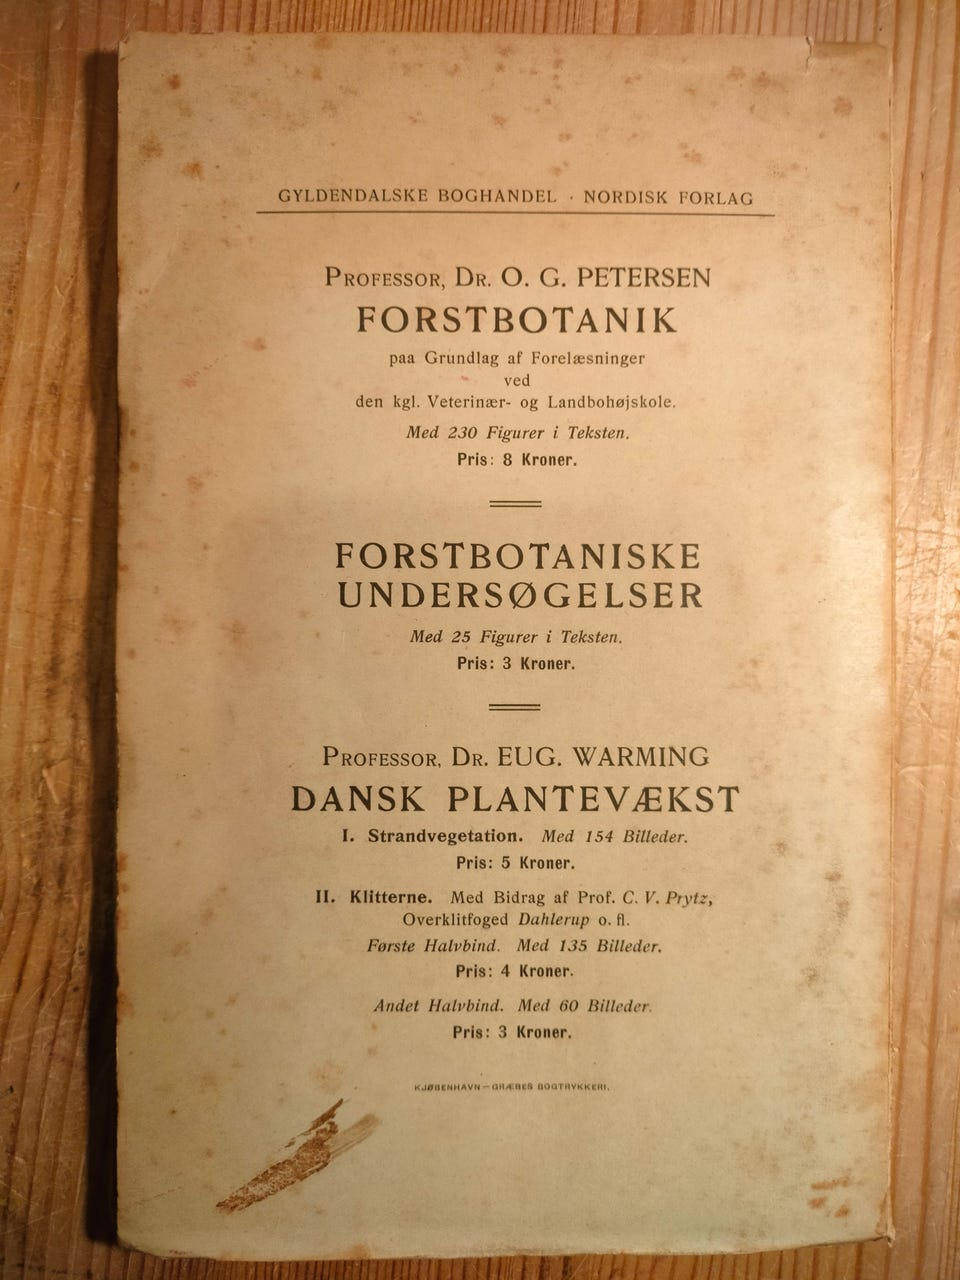 GYLDENDALSKE BOGHANDEL · NORDISK FORLAG
PROFESSOR, DR. O. G. PETERSEN
FORSTBOTANIK
paa Grundlag af Forelæsninger
ved
den kgl. Veterinær- og Landbohøjskole.
Med 230 Figurer i Teksten.
Pris: 8 Kroner.
FORSTBOTANISKE
UNDERSØGELSER
Med 25 Figurer i Teksten.
Pris: 3 Kroner.
PROFESSOR, DR. EUG. WARMING
DANSK PLANTEVÆKST
I. Strandvegetation. Med 154 Billeder.
Pris: 5 Kroner.
II. Klitterne. Med Bidrag af Prof. C. V. Prytz,
Overklitfoged Dahlerup o. fl.
Første Halvbind. Med 135 Billeder.
Pris: 4 Kroner.
Andet Halvbind. Med 60 Billeder.
Pris: 3 Kroner.
KJØBENHAVN — GRÆBES BOGTRYKKERI.